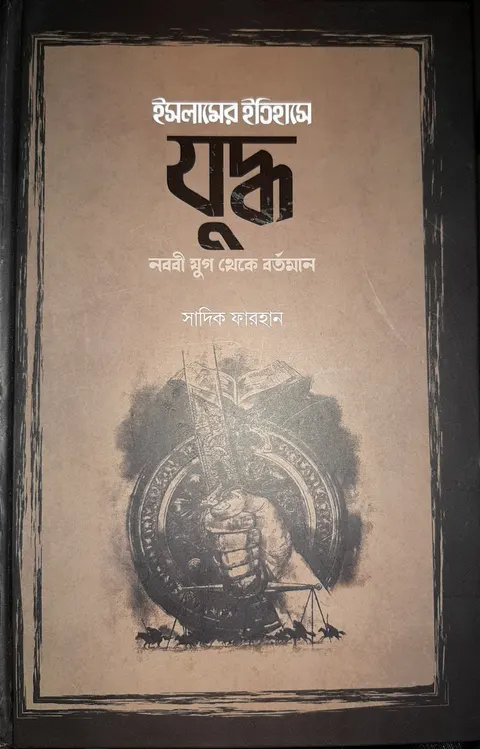 ইসলামের ইতিহাসে
যুদ্ধ
নববী যুগ থেকে বর্তমান
সাদিক ফারহান